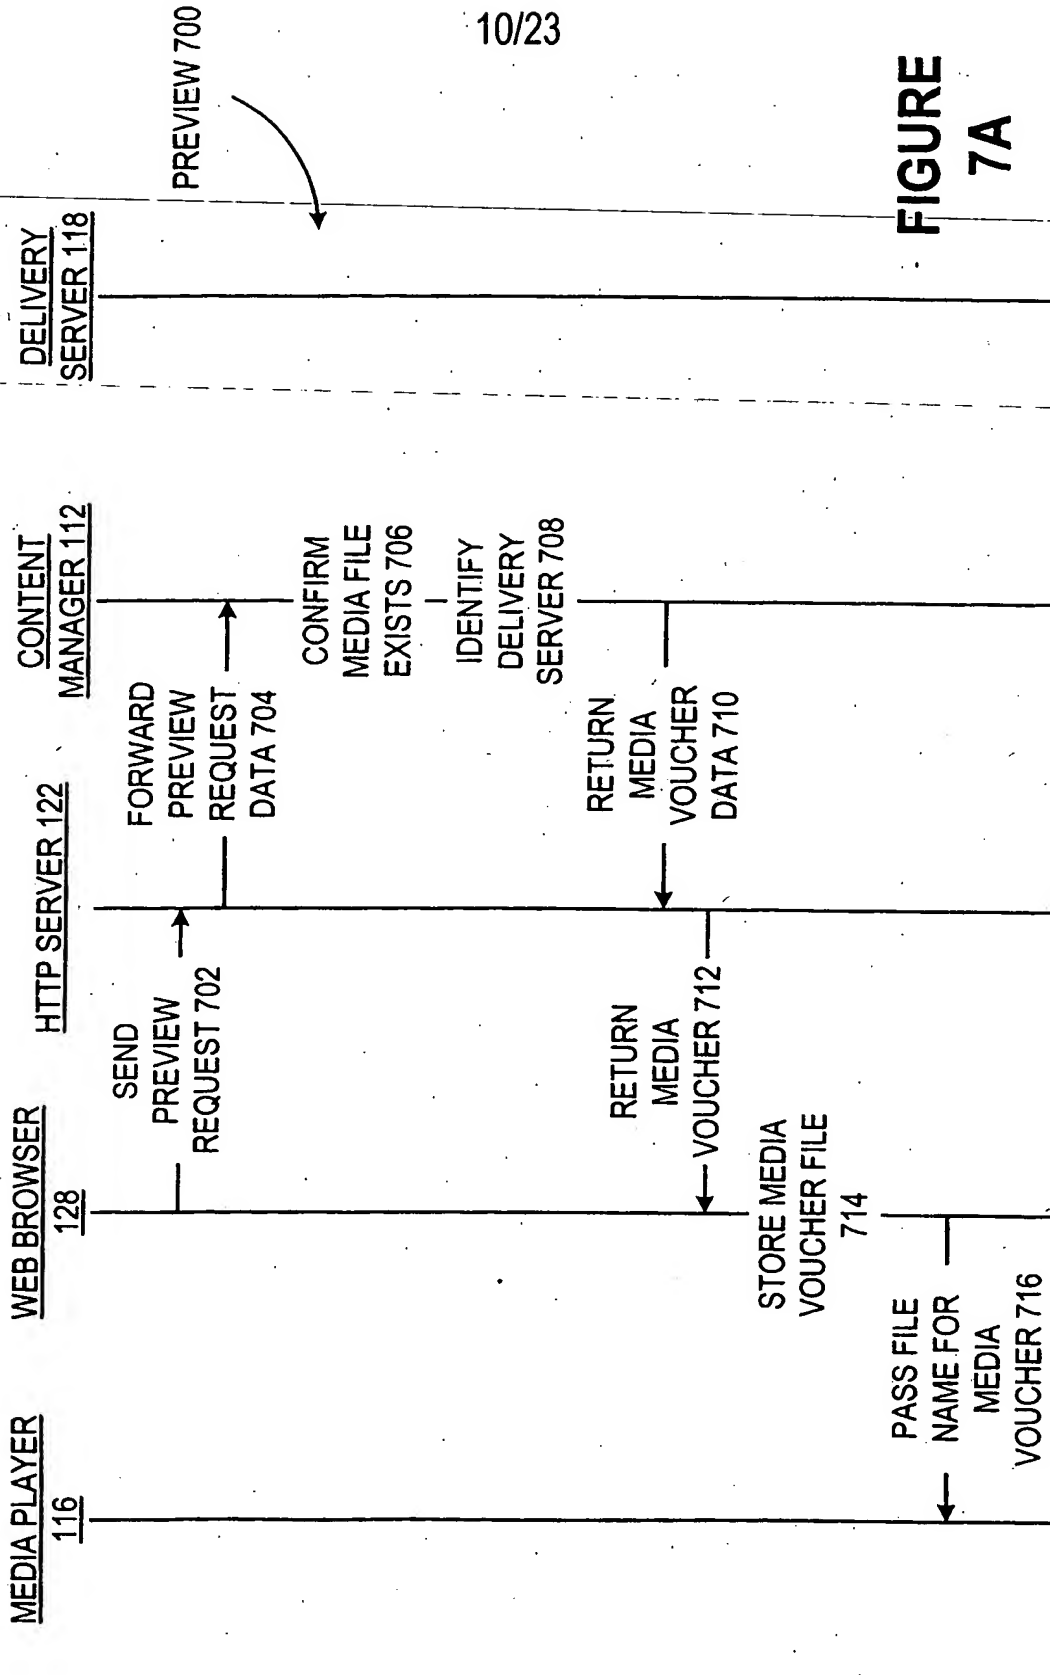 10/23
MEDIA PLAYER
116
WEB BROWSER
128
HTTP SERVER 122
CONTENT
MANAGER 112
DELIVERY
SERVER 118
PREVIEW 700
SEND
PREVIEW
REQUEST 702
FORWARD
PREVIEW
REQUEST
DATA 704
CONFIRM
MEDIA FILE
EXISTS 706
IDENTIFY
DELIVERY
SERVER 708
RETURN
MEDIA
VOUCHER
DATA 710
RETURN
MEDIA
VOUCHER 712
STORE MEDIA
VOUCHER FILE
714
PASS FILE
NAME FOR
MEDIA
VOUCHER 716
FIGURE
7A